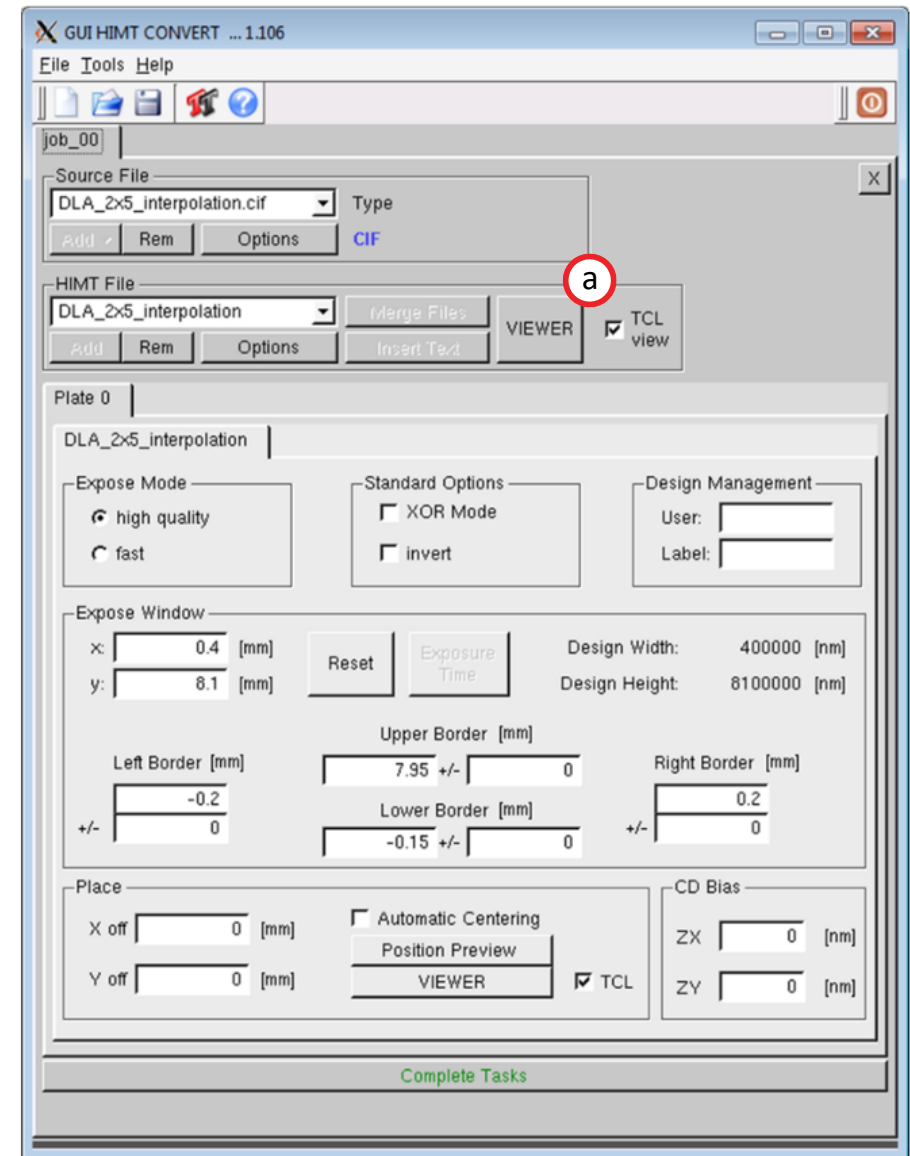 GUI HIMT CONVERT ... 1.106
File Tools Help
job_00
Source File
X
DLA_2x5_interpolation.cif Type
Add Rem Options CIF
HIMT File
a
DLA_2x5_interpolation Merge Files VIEWER TCL view
Add Rem Options Insert Text
Plate 0
DLA_2x5_interpolation
Expose Mode Standard Options Design Management
high quality XOR Mode User:
fast invert Label:
Expose Window
x: 0.4 [mm] Reset Exposure Time Design Width: 400000 [nm]
y: 8.1 [mm] Design Height: 8100000 [nm]
Upper Border [mm]
Left Border [mm] 7.95 +/- 0 Right Border [mm]
-0.2 Lower Border [mm] 0.2
+/- 0 -0.15 +/- 0 +/- 0
Place CD Bias
X off 0 [mm] Automatic Centering ZX 0 [nm]
Position Preview
Y off 0 [mm] VIEWER TCL ZY 0 [nm]
Complete Tasks